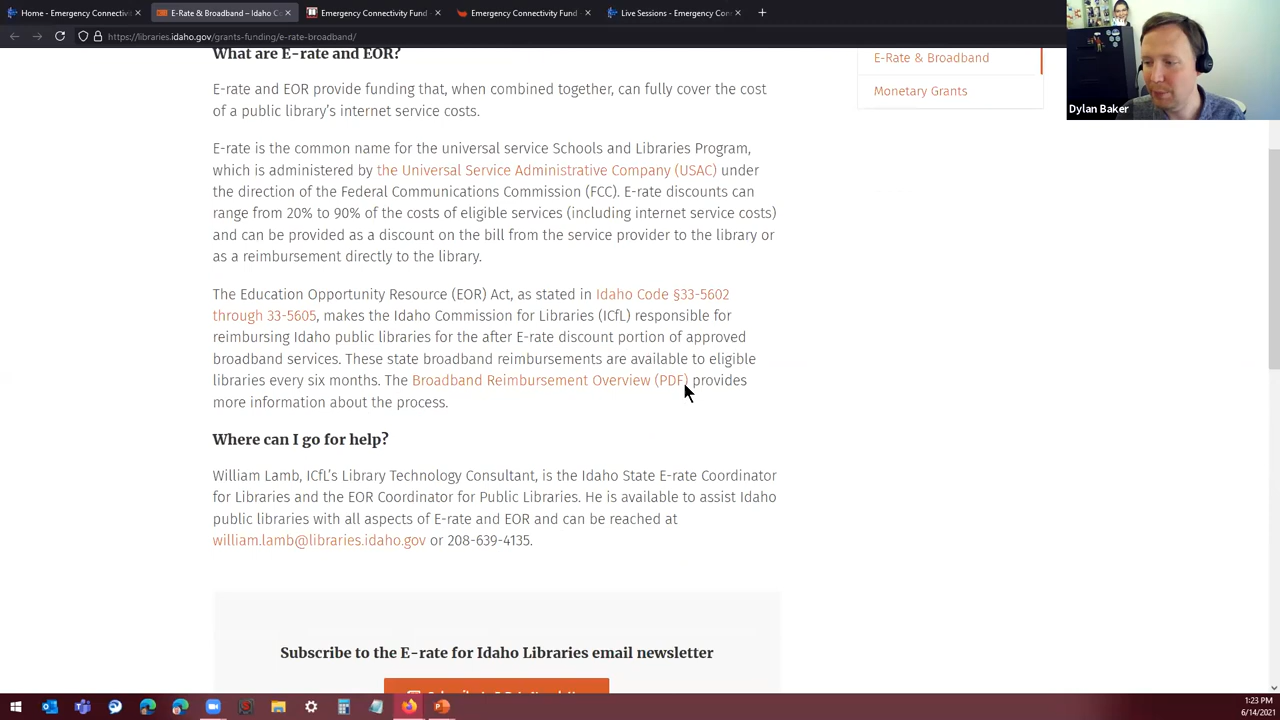 Home - Emergency Connectivity
E-Rate & Broadband – Idaho C
Emergency Connectivity Fund
Emergency Connectivity Fund
Live Sessions - Emergency Con
https://libraries.idaho.gov/grants-funding/e-rate-broadband/
Dylan Baker
What are E-rate and EOR?
E-rate and EOR provide funding that, when combined together, can fully cover the cost
of a public library's internet service costs.
E-rate is the common name for the universal service Schools and Libraries Program,
which is administered by the Universal Service Administrative Company (USAC) under
the direction of the Federal Communications Commission (FCC). E-rate discounts can
range from 20% to 90% of the costs of eligible services (including internet service costs)
and can be provided as a discount on the bill from the service provider to the library or
as a reimbursement directly to the library.
The Education Opportunity Resource (EOR) Act, as stated in Idaho Code §33-5602
through 33-5605, makes the Idaho Commission for Libraries (ICfL) responsible for
reimbursing Idaho public libraries for the after E-rate discount portion of approved
broadband services. These state broadband reimbursements are available to eligible
libraries every six months. The Broadband Reimbursement Overview (PDF) provides
more information about the process.
Where can I go for help?
William Lamb, ICfL's Library Technology Consultant, is the Idaho State E-rate Coordinator
for Libraries and the EOR Coordinator for Public Libraries. He is available to assist Idaho
public libraries with all aspects of E-rate and EOR and can be reached at
william.lamb@libraries.idaho.gov or 208-639-4135.
Subscribe to the E-rate for Idaho Libraries email newsletter
E-Rate & Broadband
Monetary Grants
1:23 PM
6/14/2021